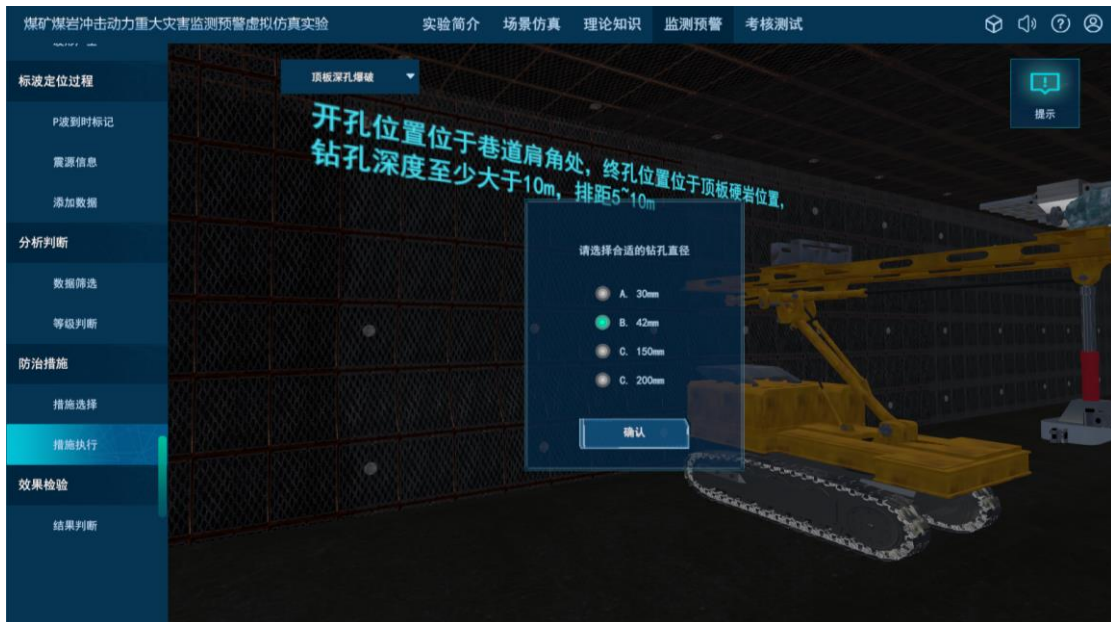 煤矿煤岩冲击动力重大灾害监测预警虚拟仿真实验
实验简介
场景仿真
理论知识
监测预警
考核测试
标波定位过程
P波到时标记
震源信息
添加数据
分析判断
数据筛选
等级判断
防治措施
措施选择
措施执行
效果检验
结果判断
顶板深孔爆破
提示
开孔位置位于巷道肩角处，终孔位置位于顶板硬岩位置，
钻孔深度至少大于10m，排距5~10m
请选择合适的钻孔直径
A. 30mm
B. 42mm
C. 150mm
C. 200mm
确认